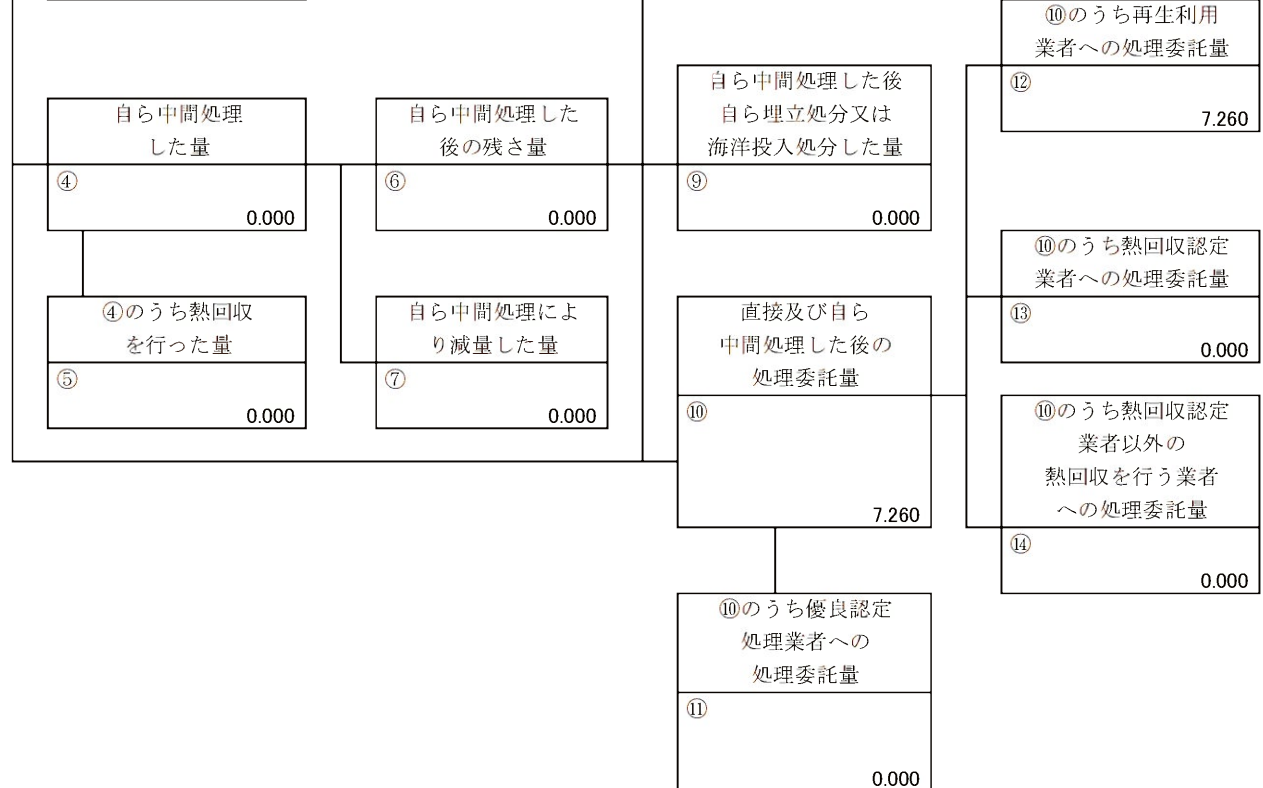 ⑩のうち再生利用
業者への処理委託量
⑫
7.260
自ら中間処理
した量
④
0.000
自ら中間処理した
後の残さ量
⑥
0.000
自ら中間処理した後
自ら埋立処分又は
海洋投入処分した量
⑨
0.000
⑩のうち熱回収認定
業者への処理委託量
⑬
0.000
④のうち熱回収
を行った量
⑤
0.000
自ら中間処理によ
り減量した量
⑦
0.000
直接及び自ら
中間処理した後の
処理委託量
⑩
7.260
⑩のうち熱回収認定
業者以外の
熱回収を行う業者
への処理委託量
⑭
0.000
⑩のうち優良認定
処理業者への
処理委託量
⑪
0.000